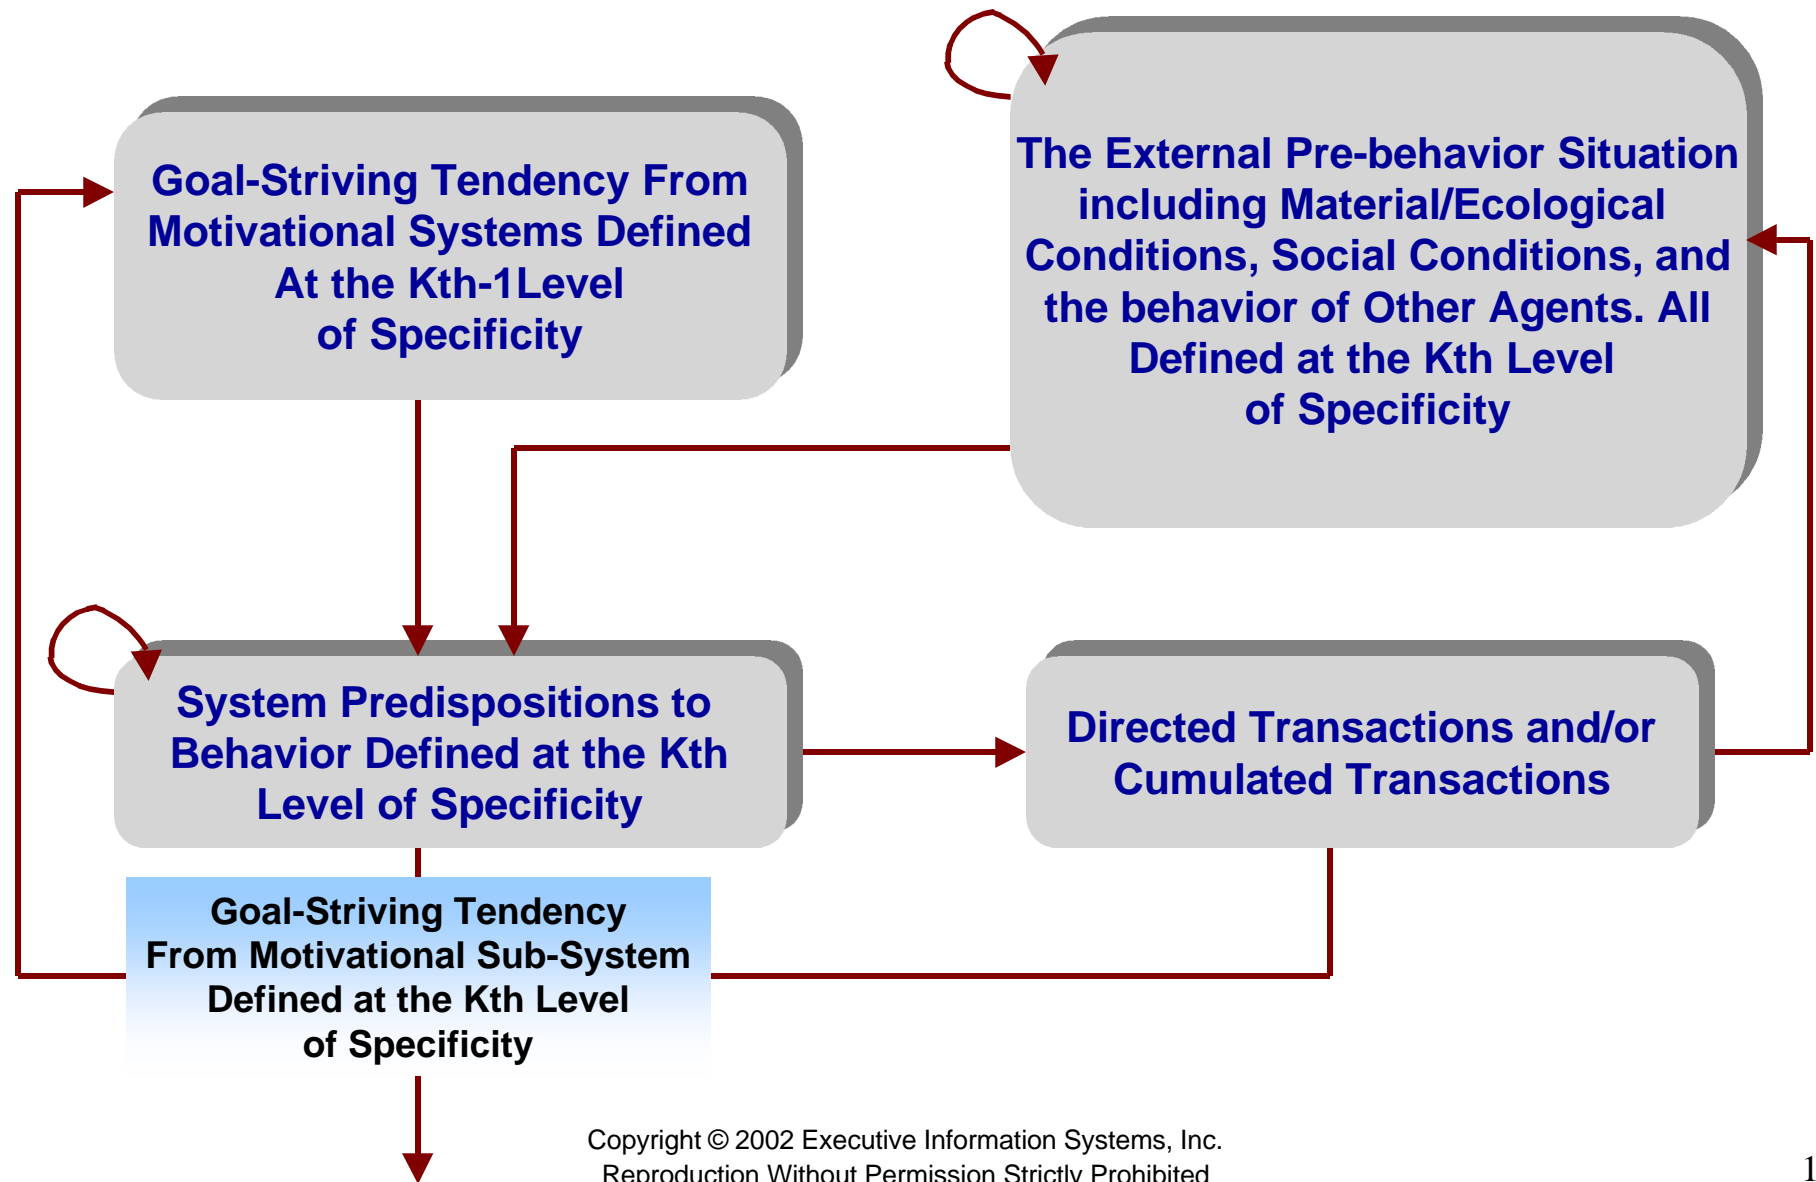 Goal-Striving Tendency From
Motivational Systems Defined
At the Kth-1Level
of Specificity
The External Pre-behavior Situation
including Material/Ecological
Conditions, Social Conditions, and
the behavior of Other Agents. All
Defined at the Kth Level
of Specificity
System Predispositions to
Behavior Defined at the Kth
Level of Specificity
Directed Transactions and/or
Cumulated Transactions
Goal-Striving Tendency
From Motivational Sub-System
Defined at the Kth Level
of Specificity
Copyright © 2002 Executive Information Systems, Inc.
Reproduction Without Permission Strictly Prohibited
1